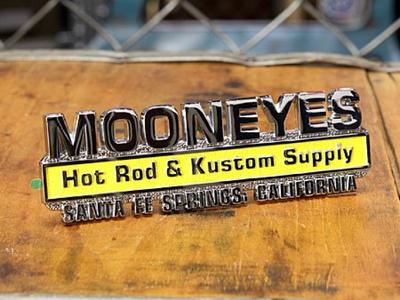 MOONEYES
Hot Rod & Kustom Supply
SANTA FE SPRINGS, CALIFORNIA